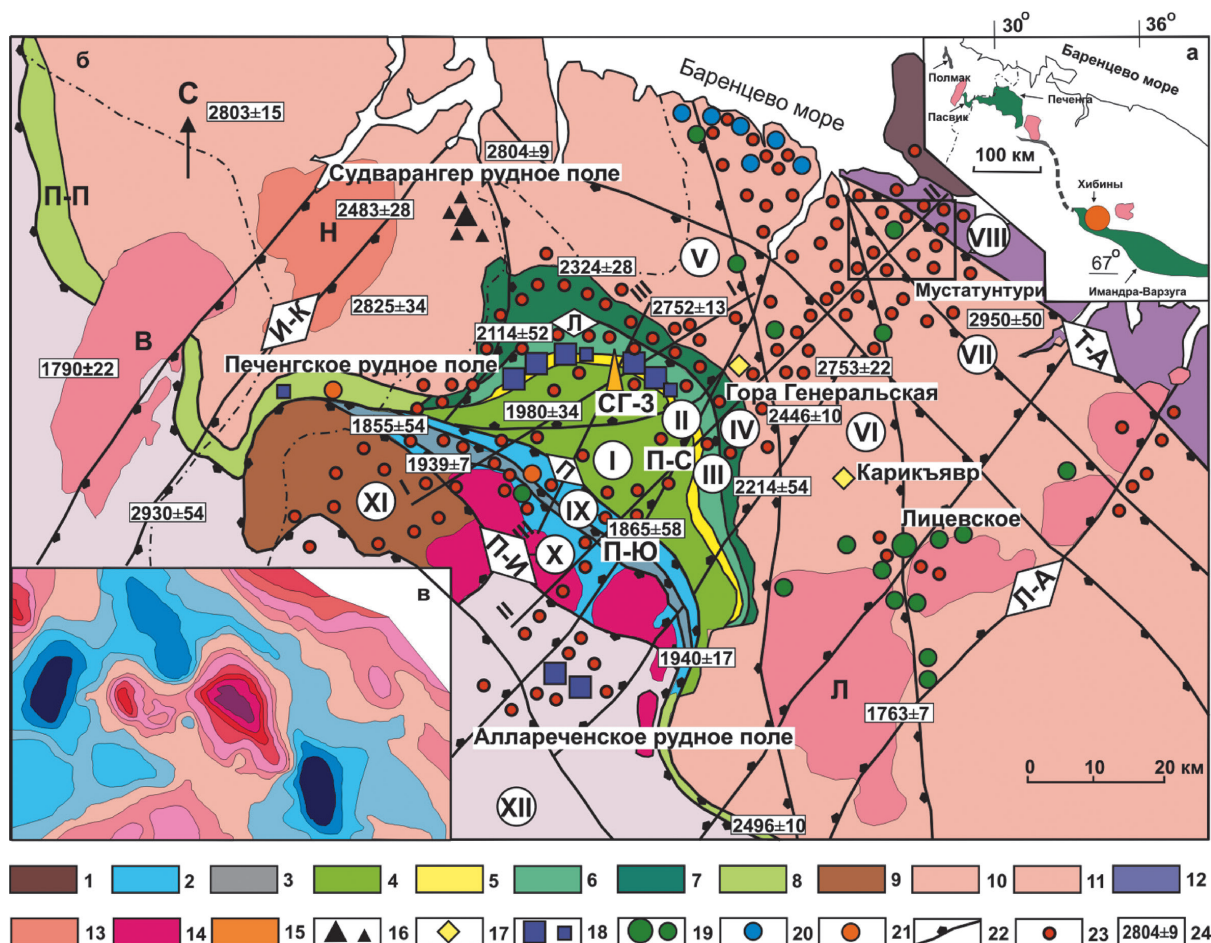 30°
36°
б
а
Баренцево море
Полмак
Печенга
Пасвик
100 км
Хибины
67°
Имандра-Варзуга
С
2803±15
Баренцево море
2804±9
Судварангер рудное поле
П-П
2483±28
Н
VIII
V
2324±28
II
I
III
Мустатунтури
2825±34
2752±13
2950±50
И-К
Л
2114±52
Т-А
В
VII
1790±22
Печенгское рудное поле
2753±22
Гора Генеральская
СГ-3
1980±34
2446±10
1855±54
II
IV
VI
П-С
1939±7
I
III
П
Карикъявр
2214±54
XI
I
IX
1865±58
Лицевское
2930±54
III
П-Ю
X
П-И
Л-А
в
II
1940±17
Л
1763±7
Аллареченское рудное поле
0 10 20 км
XII
2496±10
1 2 3 4 5 6 7 8 9 10 11 12
13 14 15 16 17 18 19 20 21 22 23 2804±9 24